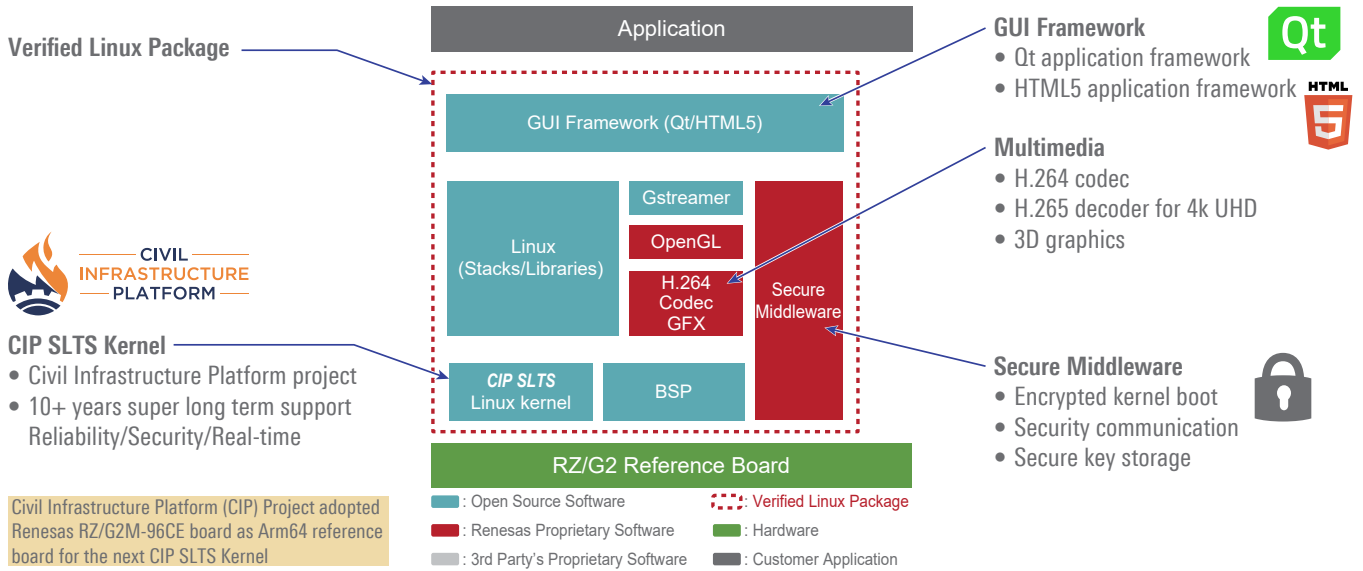 Verified Linux Package
CIVIL
INFRASTRUCTURE
PLATFORM
CIP SLTS Kernel
• Civil Infrastructure Platform project
• 10+ years super long term support
Reliability/Security/Real-time
Civil Infrastructure Platform (CIP) Project adopted
Renesas RZ/G2M-96CE board as Arm64 reference
board for the next CIP SLTS Kernel
Application
GUI Framework (Qt/HTML5)
Linux
(Stacks/Libraries)
Gstreamer
OpenGL
H.264
Codec
GFX
Secure
Middleware
CIP SLTS
Linux kernel
BSP
RZ/G2 Reference Board
: Open Source Software
: Renesas Proprietary Software
: 3rd Party's Proprietary Software
: Verified Linux Package
: Hardware
: Customer Application
GUI Framework
• Qt application framework
• HTML5 application framework
Qt
HTML
5
Multimedia
• H.264 codec
• H.265 decoder for 4k UHD
• 3D graphics
Secure Middleware
• Encrypted kernel boot
• Security communication
• Secure key storage